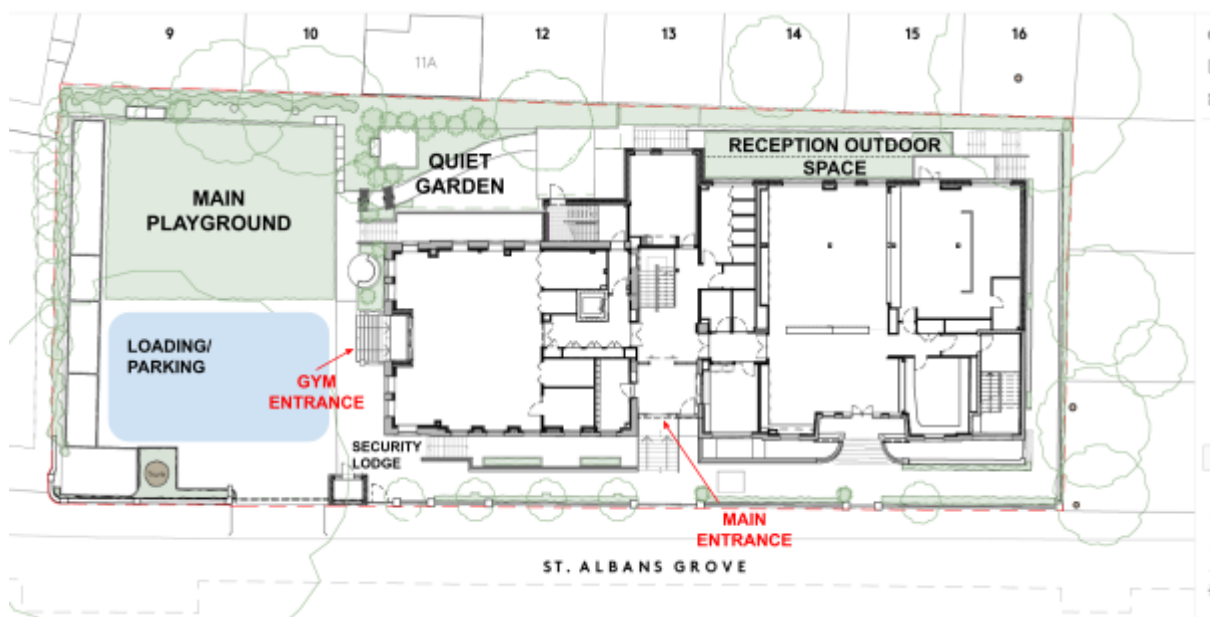 9
10
12
13
14
15
16
11A
RECEPTION OUTDOOR
SPACE
QUIET
GARDEN
MAIN
PLAYGROUND
LOADING/
PARKING
GYM
ENTRANCE
SECURITY
LODGE
MAIN
ENTRANCE
ST. ALBANS GROVE